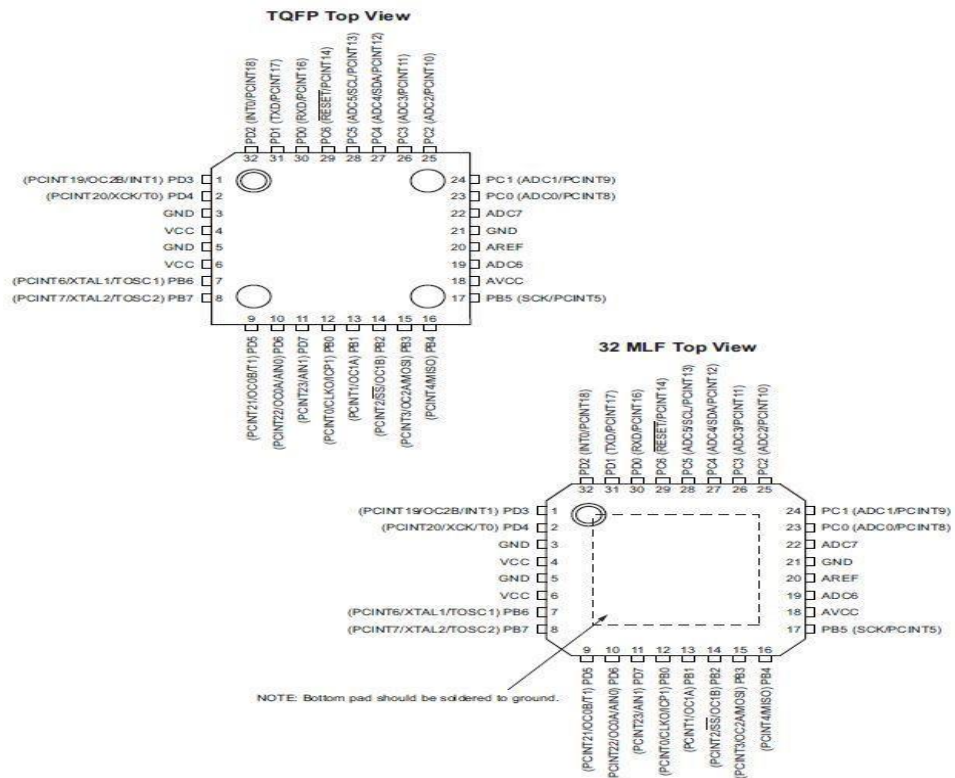 TQFP Top View
PD2 (INT0/PCINT18)
PD1 (TXD/PCINT17)
PD0 (RXD/PCINT16)
PC6 (RESET/PCINT14)
PC5 (ADC5/SCL/PCINT13)
PC4 (ADC4/SDA/PCINT12)
PC3 (ADC3/PCINT11)
PC2 (ADC2/PCINT10)
32 31 30 29 28 27 26 25
(PCINT19/OC2B/INT1) PD3 1
(PCINT20/XCK/T0) PD4 2
GND 3
VCC 4
GND 5
VCC 6
(PCINT6/XTAL1/TOSC1) PB6 7
(PCINT7/XTAL2/TOSC2) PB7 8
24 PC1 (ADC1/PCINT9)
23 PC0 (ADC0/PCINT8)
22 ADC7
21 GND
20 AREF
19 ADC6
18 AVCC
17 PB5 (SCK/PCINT5)
9 10 11 12 13 14 15 16
(PCINT21/OC0B/T1) PD5
(PCINT22/OC0A/AIN0) PD6
(PCINT23/AIN1) PD7
(PCINT0/CLKO/ICP1) PB0
(PCINT1/OC1A) PB1
(PCINT2/SS/OC1B) PB2
(PCINT3/OC2A/MOSI) PB3
(PCINT4/MISO) PB4
32 MLF Top View
PD2 (INT0/PCINT18)
PD1 (TXD/PCINT17)
PD0 (RXD/PCINT16)
PC6 (RESET/PCINT14)
PC5 (ADC5/SCL/PCINT13)
PC4 (ADC4/SDA/PCINT12)
PC3 (ADC3/PCINT11)
PC2 (ADC2/PCINT10)
32 31 30 29 28 27 26 25
(PCINT19/OC2B/INT1) PD3 1
(PCINT20/XCK/T0) PD4 2
GND 3
VCC 4
GND 5
VCC 6
(PCINT6/XTAL1/TOSC1) PB6 7
(PCINT7/XTAL2/TOSC2) PB7 8
24 PC1 (ADC1/PCINT9)
23 PC0 (ADC0/PCINT8)
22 ADC7
21 GND
20 AREF
19 ADC6
18 AVCC
17 PB5 (SCK/PCINT5)
9 10 11 12 13 14 15 16
(PCINT21/OC0B/T1) PD5
(PCINT22/OC0A/AIN0) PD6
(PCINT23/AIN1) PD7
(PCINT0/CLKO/ICP1) PB0
(PCINT1/OC1A) PB1
(PCINT2/SS/OC1B) PB2
(PCINT3/OC2A/MOSI) PB3
(PCINT4/MISO) PB4
NOTE: Bottom pad should be soldered to ground.